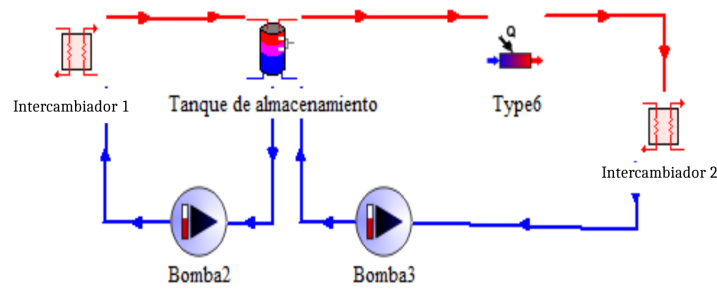 Q
Intercambiador 1
Tanque de almacenamiento
Type6
Intercambiador 2
Bomba2
Bomba3